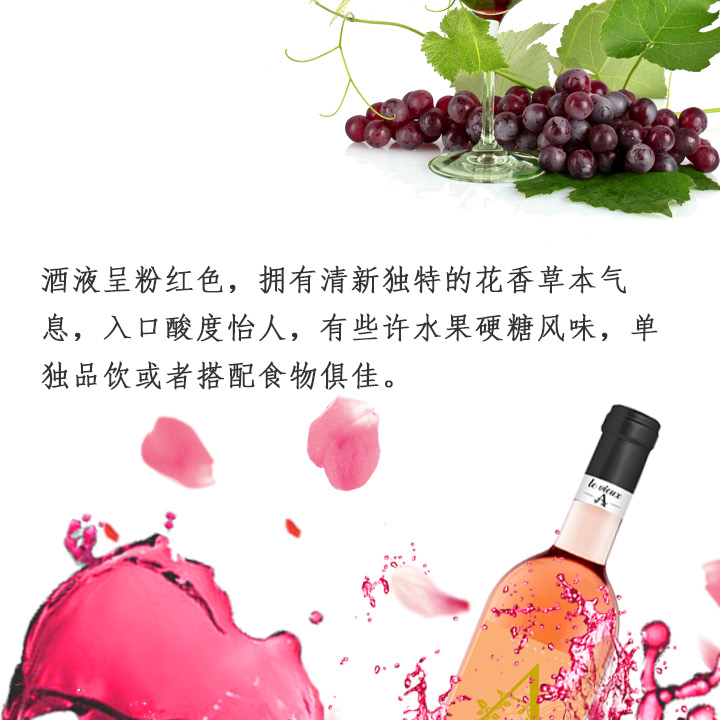 酒液呈粉红色，拥有清新独特的花香草本气
息，入口酸度怡人，有些许水果硬糖风味，单
独品饮或者搭配食物俱佳。
le vieux
A